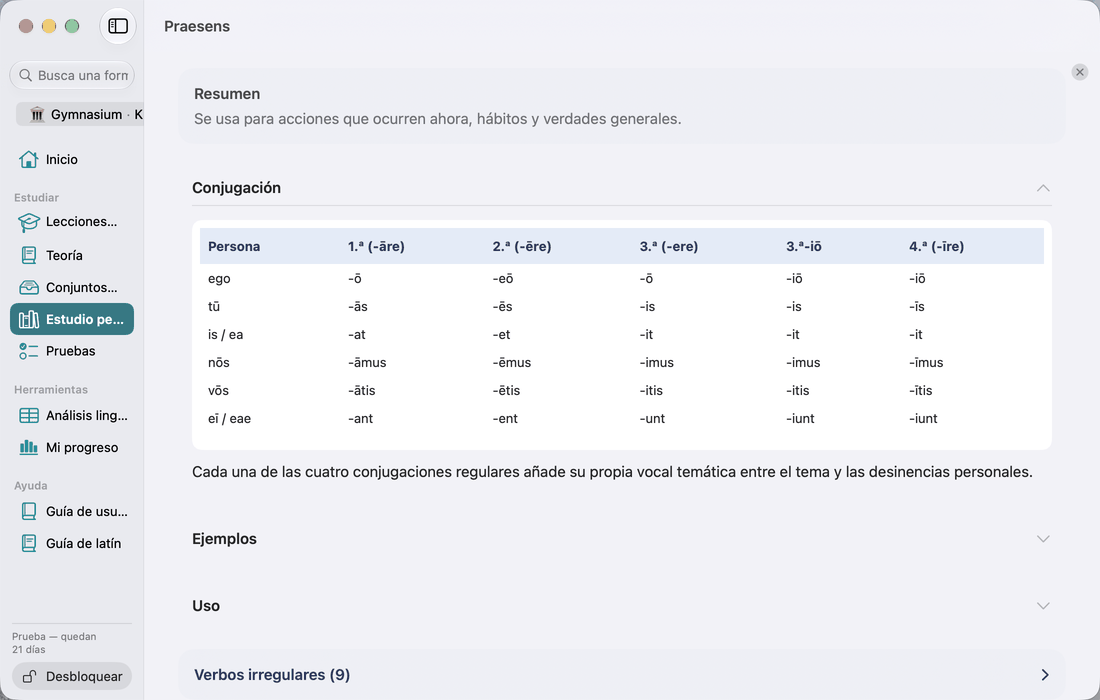 Praesens
Busca una forn
Gymnasium · K
Inicio
Estudiar
Lecciones...
Teoría
Conjuntos...
Estudio pe...
Pruebas
Herramientas
Análisis ling...
Mi progreso
Ayuda
Guía de usu...
Guía de latín
Prueba — quedan
21 días
Desbloquear
Resumen
Se usa para acciones que ocurren ahora, hábitos y verdades generales.
Conjugación
Persona 1.ª (-āre) 2.ª (-ēre) 3.ª (-ere) 3.ª-iō 4.ª (-īre)
ego -ō -eō -ō -iō -iō
tū -ās -ēs -is -is -īs
is / ea -at -et -it -it -it
nōs -āmus -ēmus -imus -imus -īmus
vōs -ātis -ētis -itis -itis -ītis
eī / eae -ant -ent -unt -iunt -iunt
Cada una de las cuatro conjugaciones regulares añade su propia vocal temática entre el tema y las desinencias personales.
Ejemplos
Uso
Verbos irregulares (9)